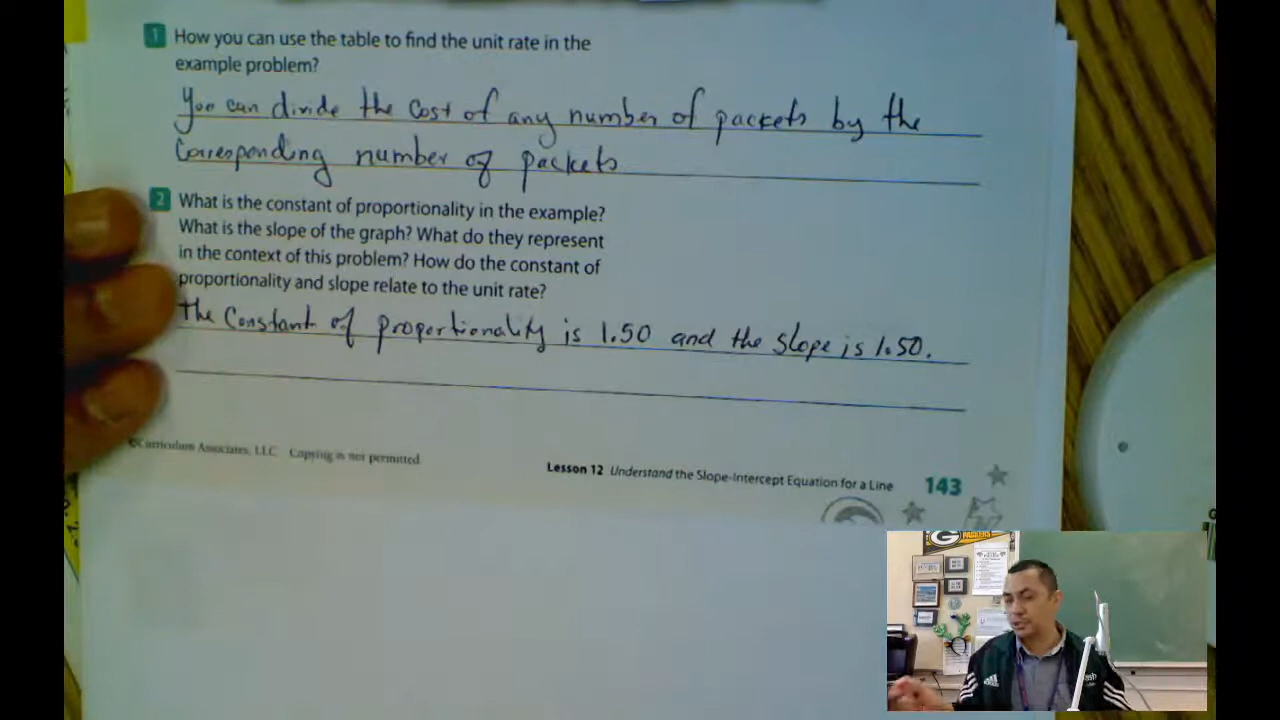 1 How you can use the table to find the unit rate in the
example problem?
You can divide the cost of any number of packets by the
Corresponding number of packets
2 What is the constant of proportionality in the example?
What is the slope of the graph? What do they represent
in the context of this problem? How do the constant of
proportionality and slope relate to the unit rate?
the Constant of proportionality is 1.50 and the slope is 1.50.
©Curriculum Associates, LLC Copying is not permitted
Lesson 12 Understand the Slope-Intercept Equation for a Line 143
G PACKERS